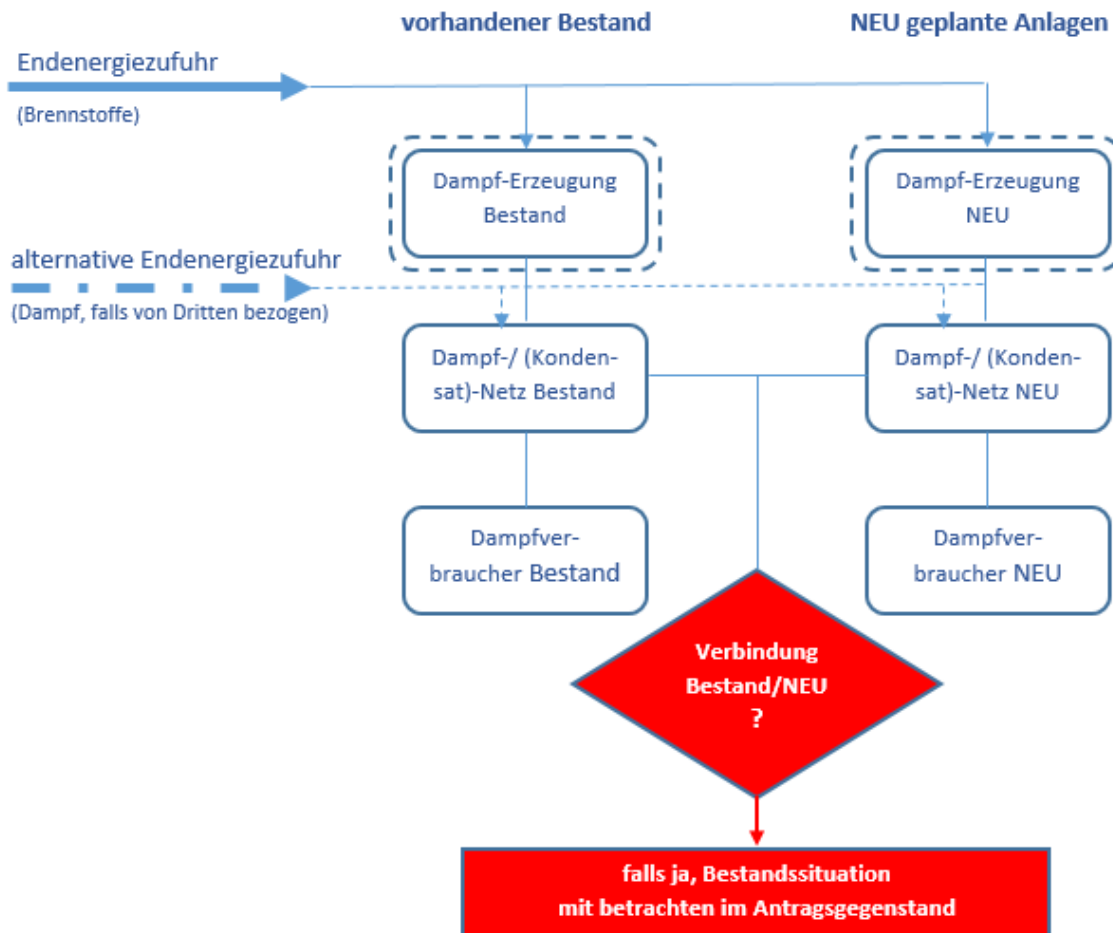 vorhandener Bestand
NEU geplante Anlagen
Endenergiezufuhr
(Brennstoffe)
Dampf-Erzeugung
Bestand
Dampf-Erzeugung
NEU
alternative Endenergiezufuhr
(Dampf, falls von Dritten bezogen)
Dampf-/ (Konden-
sat)-Netz Bestand
Dampf-/ (Konden-
sat)-Netz NEU
Dampfver-
braucher Bestand
Dampfver-
braucher NEU
Verbindung
Bestand/NEU
?
falls ja, Bestandssituation
mit betrachten im Antragsgegenstand